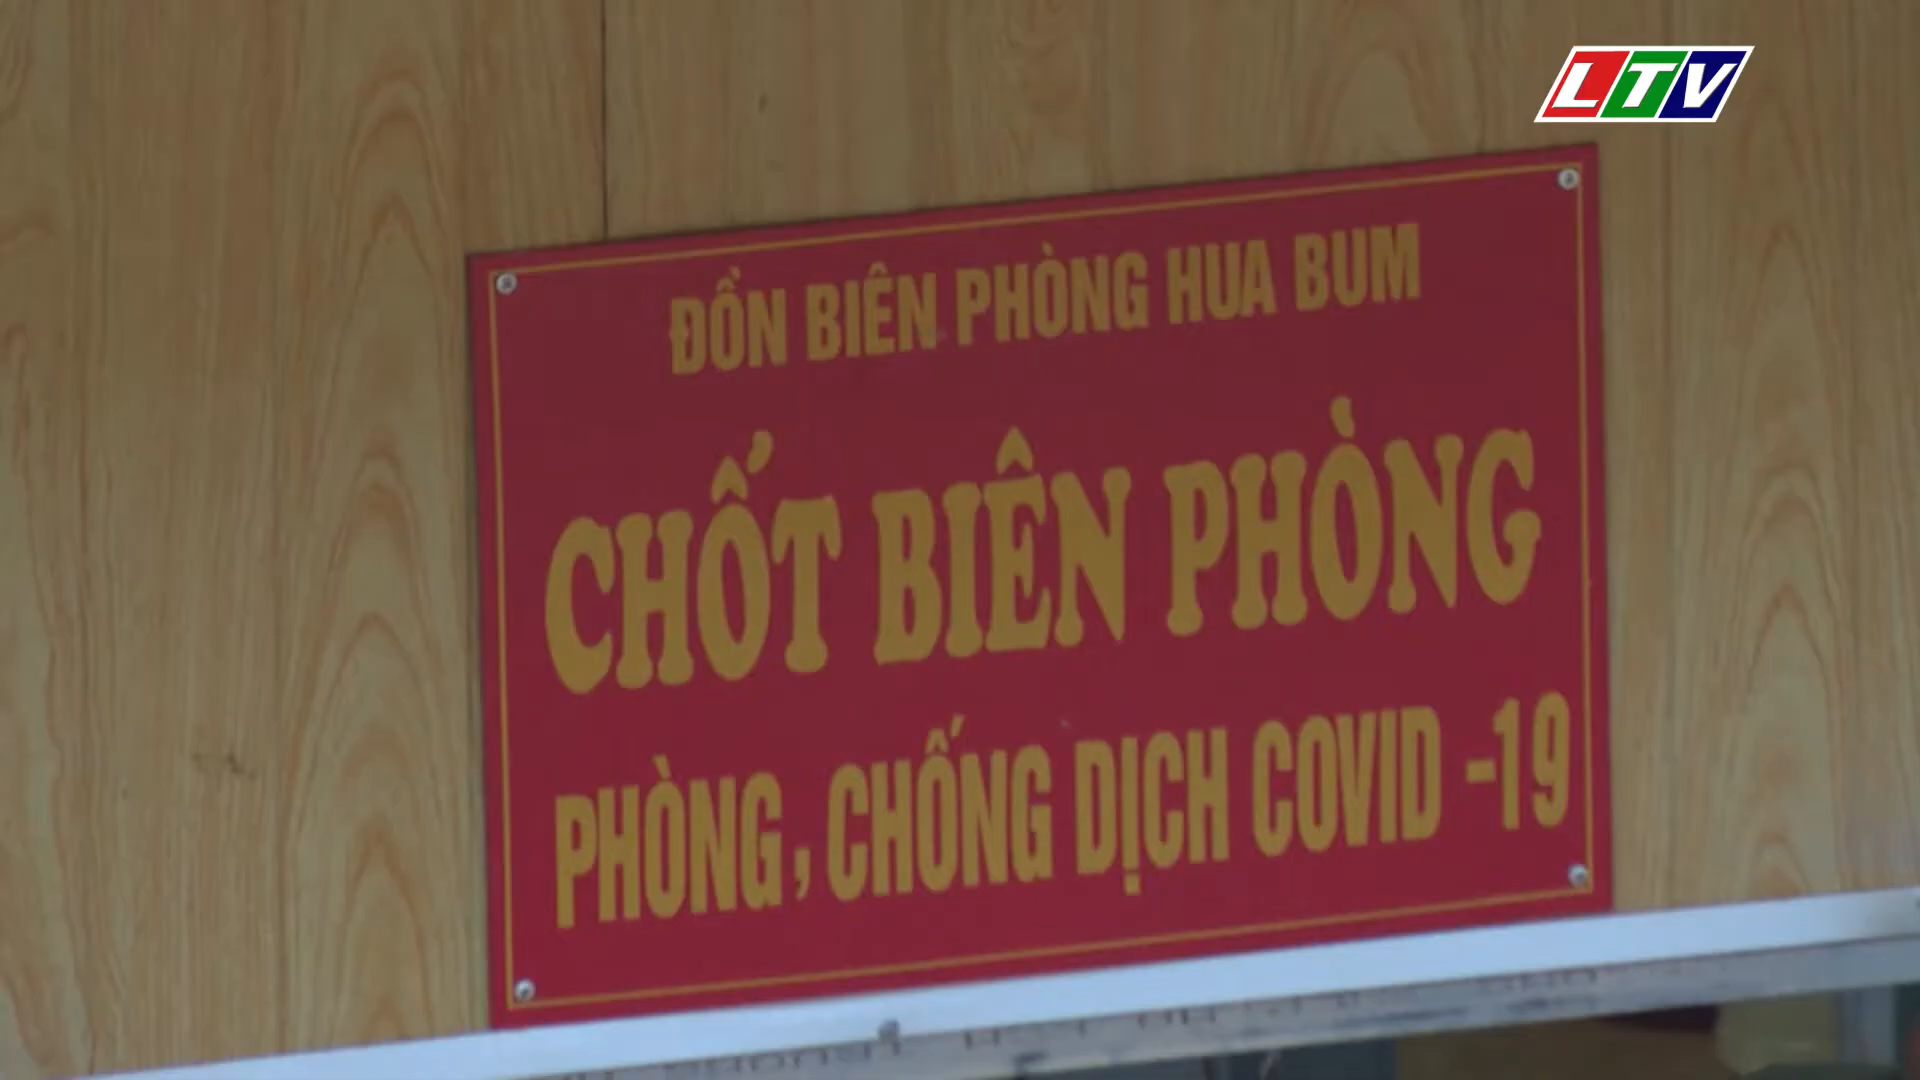 LTV
ĐỒN BIÊN PHÒNG HUA BUM
CHỐT BIÊN PHÒNG
PHÒNG, CHỐNG DỊCH COVID -19